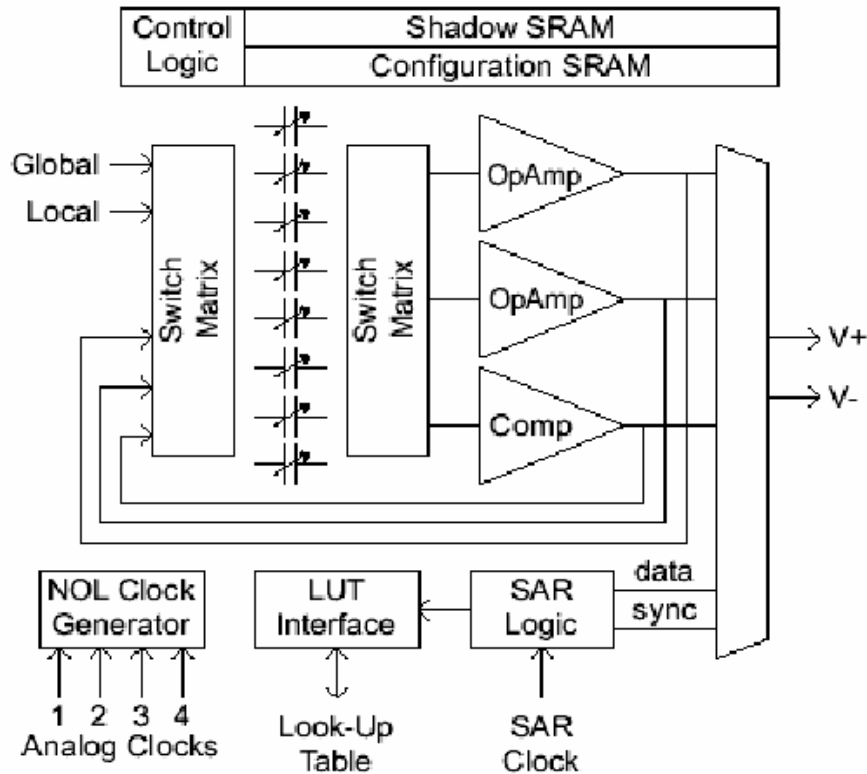 Control
Logic
Shadow SRAM
Configuration SRAM
Global
Local
Switch
Matrix
Switch
Matrix
OpAmp
OpAmp
Comp
V+
V-
NOL Clock
Generator
LUT
Interface
SAR
Logic
data
sync
1 2 3 4
Analog Clocks
Look-Up
Table
SAR
Clock